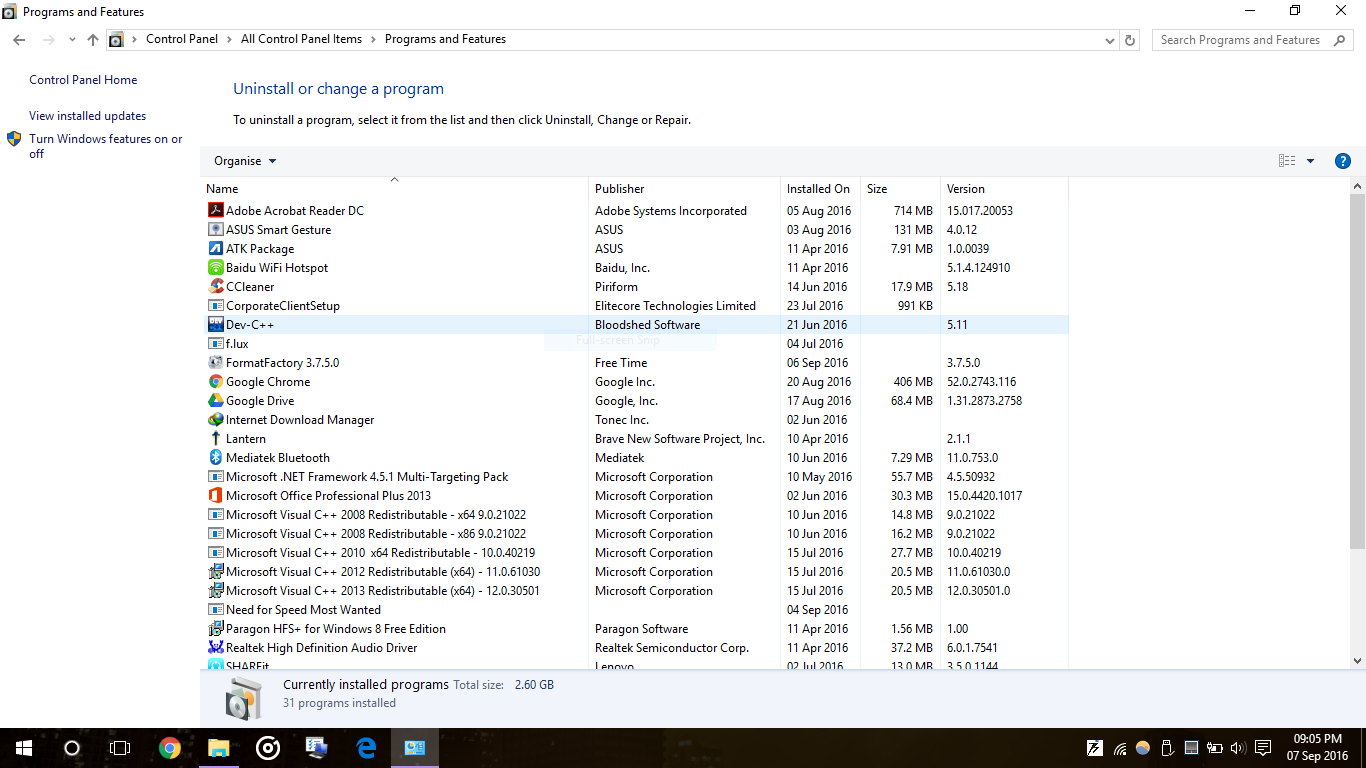 Programs and Features
Control Panel > All Control Panel Items > Programs and Features
Search Programs and Features
Control Panel Home
View installed updates
Turn Windows features on or
off
Uninstall or change a program
To uninstall a program, select it from the list and then click Uninstall, Change or Repair.
Organise
Name Publisher Installed On Size Version
Adobe Acrobat Reader DC Adobe Systems Incorporated 05 Aug 2016 714 MB 15.017.20053
ASUS Smart Gesture ASUS 03 Aug 2016 131 MB 4.0.12
ATK Package ASUS 11 Apr 2016 7.91 MB 1.0.0039
Baidu WiFi Hotspot Baidu, Inc. 11 Apr 2016 5.1.4.124910
CCleaner Piriform 14 Jun 2016 17.9 MB 5.18
CorporateClientSetup Elitecore Technologies Limited 23 Jul 2016 991 KB
Dev-C++ Bloodshed Software 21 Jun 2016 5.11
Full-screen Snip
f.lux 04 Jul 2016
FormatFactory 3.7.5.0 Free Time 06 Sep 2016 3.7.5.0
Google Chrome Google Inc. 20 Aug 2016 406 MB 52.0.2743.116
Google Drive Google, Inc. 17 Aug 2016 68.4 MB 1.31.2873.2758
Internet Download Manager Tonec Inc. 02 Jun 2016
Lantern Brave New Software Project, Inc. 10 Apr 2016 2.1.1
Mediatek Bluetooth Mediatek 10 Jun 2016 7.29 MB 11.0.753.0
Microsoft .NET Framework 4.5.1 Multi-Targeting Pack Microsoft Corporation 10 May 2016 55.7 MB 4.5.50932
Microsoft Office Professional Plus 2013 Microsoft Corporation 02 Jun 2016 30.3 MB 15.0.4420.1017
Microsoft Visual C++ 2008 Redistributable - x64 9.0.21022 Microsoft Corporation 10 Jun 2016 14.8 MB 9.0.21022
Microsoft Visual C++ 2008 Redistributable - x86 9.0.21022 Microsoft Corporation 10 Jun 2016 16.2 MB 9.0.21022
Microsoft Visual C++ 2010 x64 Redistributable - 10.0.40219 Microsoft Corporation 15 Jul 2016 27.7 MB 10.0.40219
Microsoft Visual C++ 2012 Redistributable (x64) - 11.0.61030 Microsoft Corporation 15 Jul 2016 20.5 MB 11.0.61030.0
Microsoft Visual C++ 2013 Redistributable (x64) - 12.0.30501 Microsoft Corporation 15 Jul 2016 20.5 MB 12.0.30501.0
Need for Speed Most Wanted 04 Sep 2016
Paragon HFS+ for Windows 8 Free Edition Paragon Software 11 Apr 2016 1.56 MB 1.00
Realtek High Definition Audio Driver Realtek Semiconductor Corp. 11 Apr 2016 37.2 MB 6.0.1.7541
SHAREit Lenovo 02 Jul 2016 13.0 MB 3.5.0.1144
Currently installed programs Total size: 2.60 GB
31 programs installed
09:05 PM
07 Sep 2016